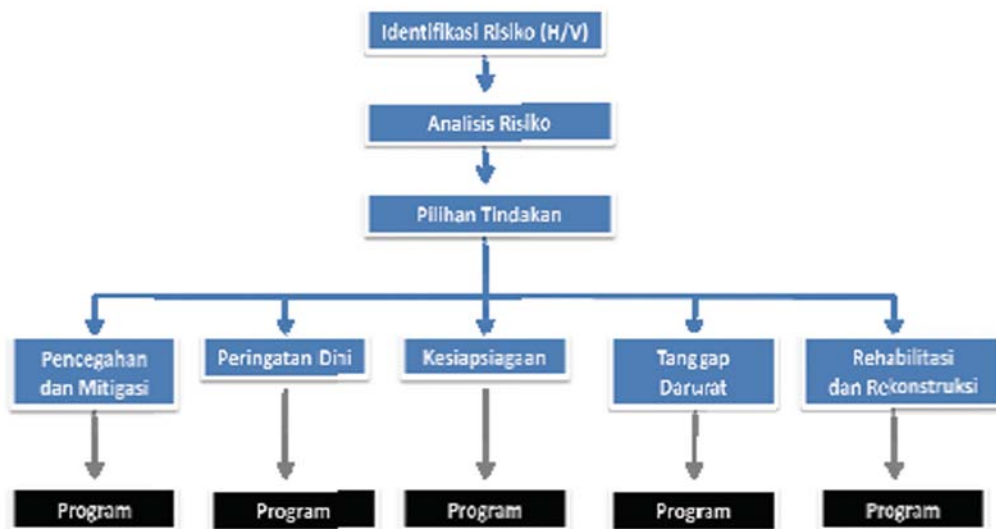 Identifikasi Risiko (H/V)
Analisis Risiko
Pilihan Tindakan
Pencegahan
dan Mitigasi
Peringatan Dini
Kesiapsiagaan
Tanggap
Darurat
Rehabilitasi
dan Rekonstruksi
Program
Program
Program
Program
Program